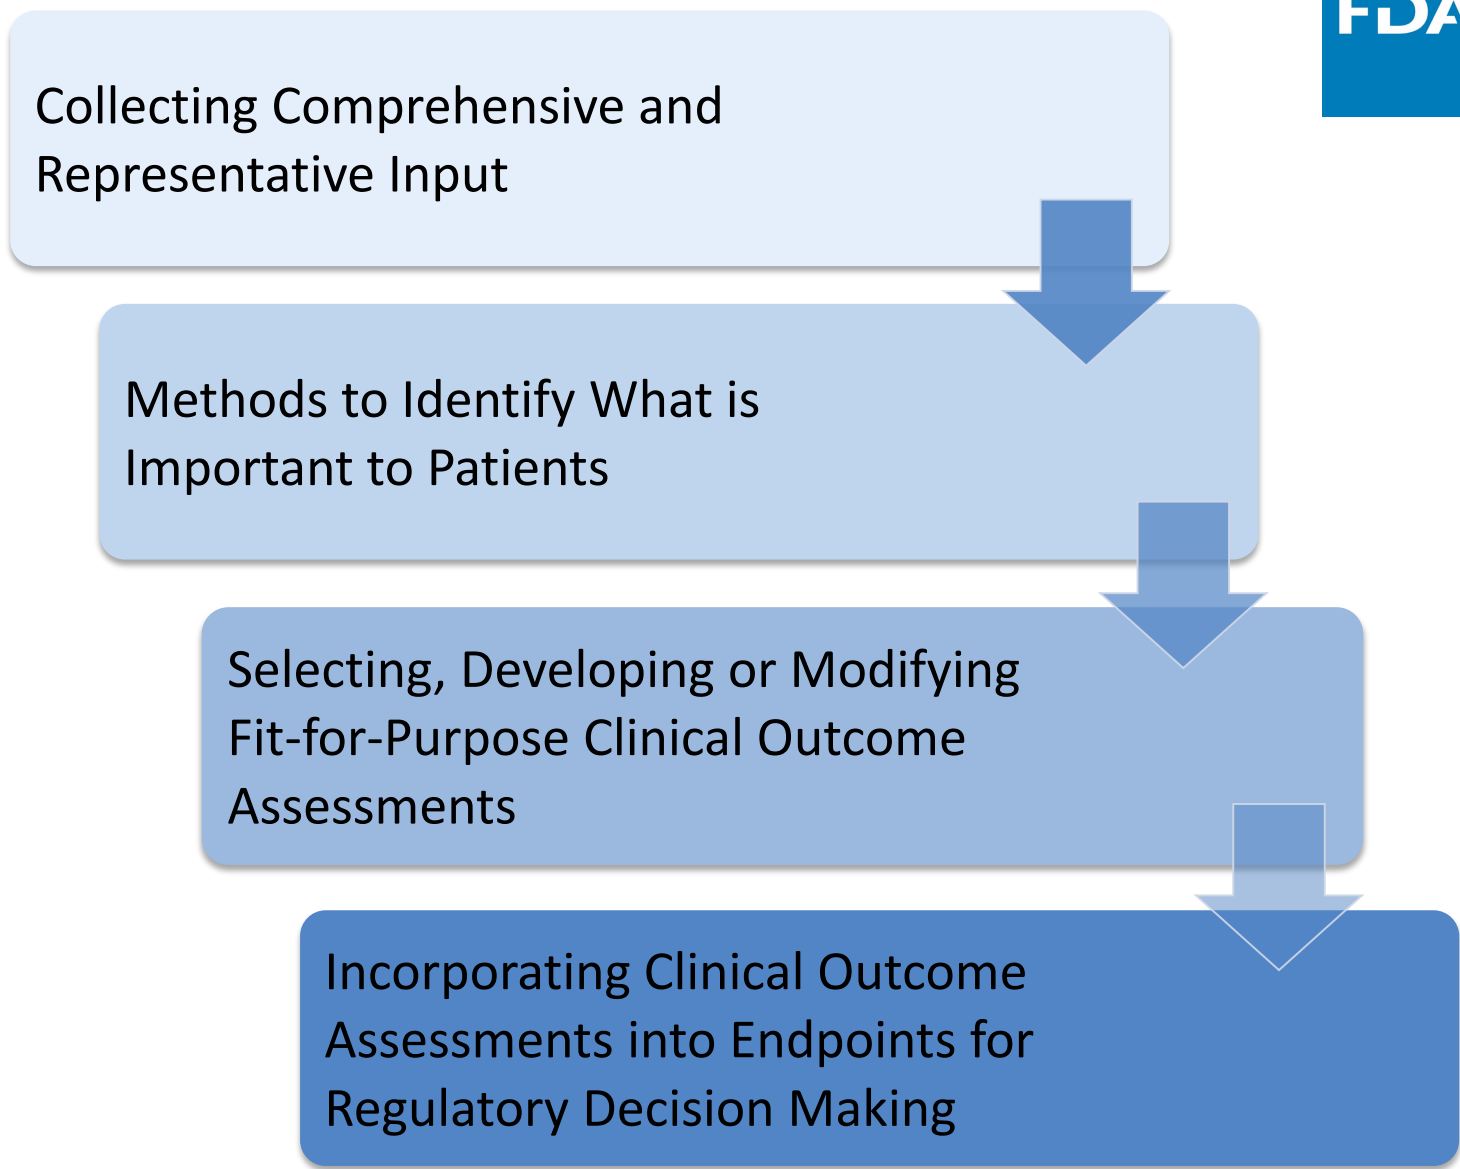 FDA
Collecting Comprehensive and
Representative Input
Methods to Identify What is
Important to Patients
Selecting, Developing or Modifying
Fit-for-Purpose Clinical Outcome
Assessments
Incorporating Clinical Outcome
Assessments into Endpoints for
Regulatory Decision Making